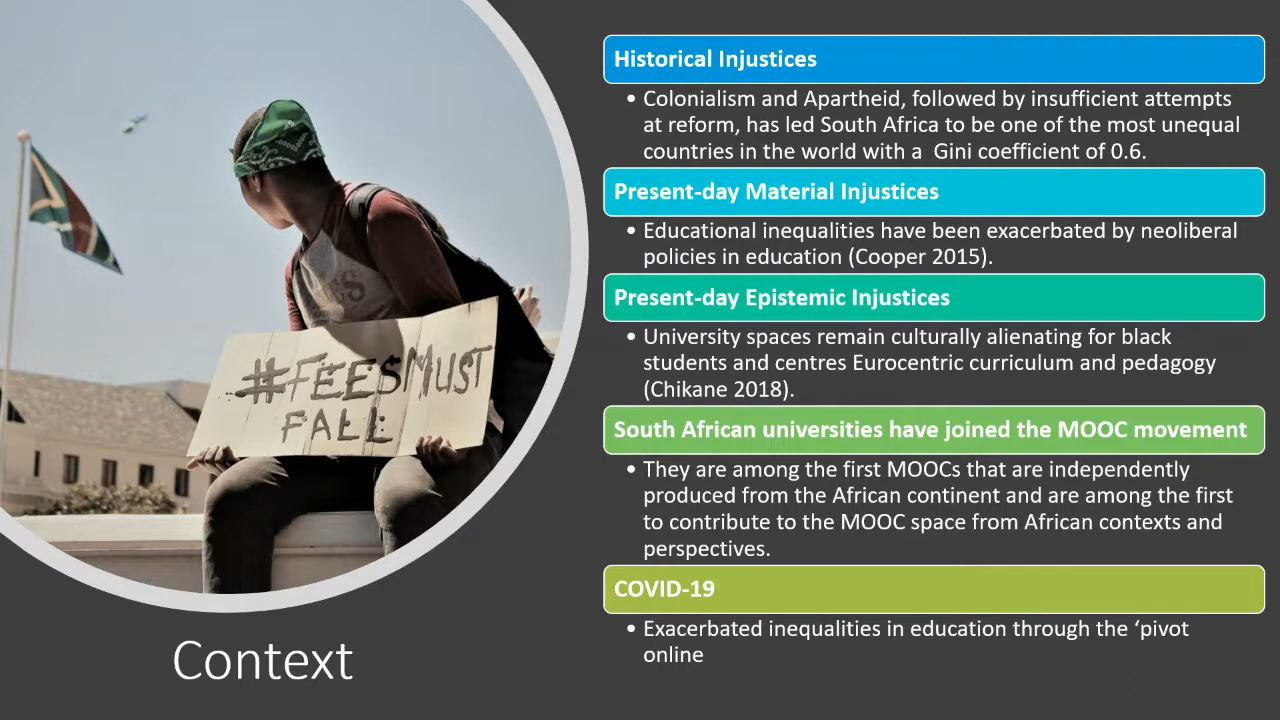 Historical Injustices
• Colonialism and Apartheid, followed by insufficient attempts
at reform, has led South Africa to be one of the most unequal
countries in the world with a  Gini coefficient of 0.6.
Present-day Material Injustices
• Educational inequalities have been exacerbated by neoliberal
policies in education (Cooper 2015).
Present-day Epistemic Injustices
• University spaces remain culturally alienating for black
students and centres Eurocentric curriculum and pedagogy
(Chikane 2018).
South African universities have joined the MOOC movement
• They are among the first MOOCs that are independently
produced from the African continent and are among the first
to contribute to the MOOC space from African contexts and
perspectives.
COVID-19
• Exacerbated inequalities in education through the ‘pivot
online
#FEESMUST
FALL
Context